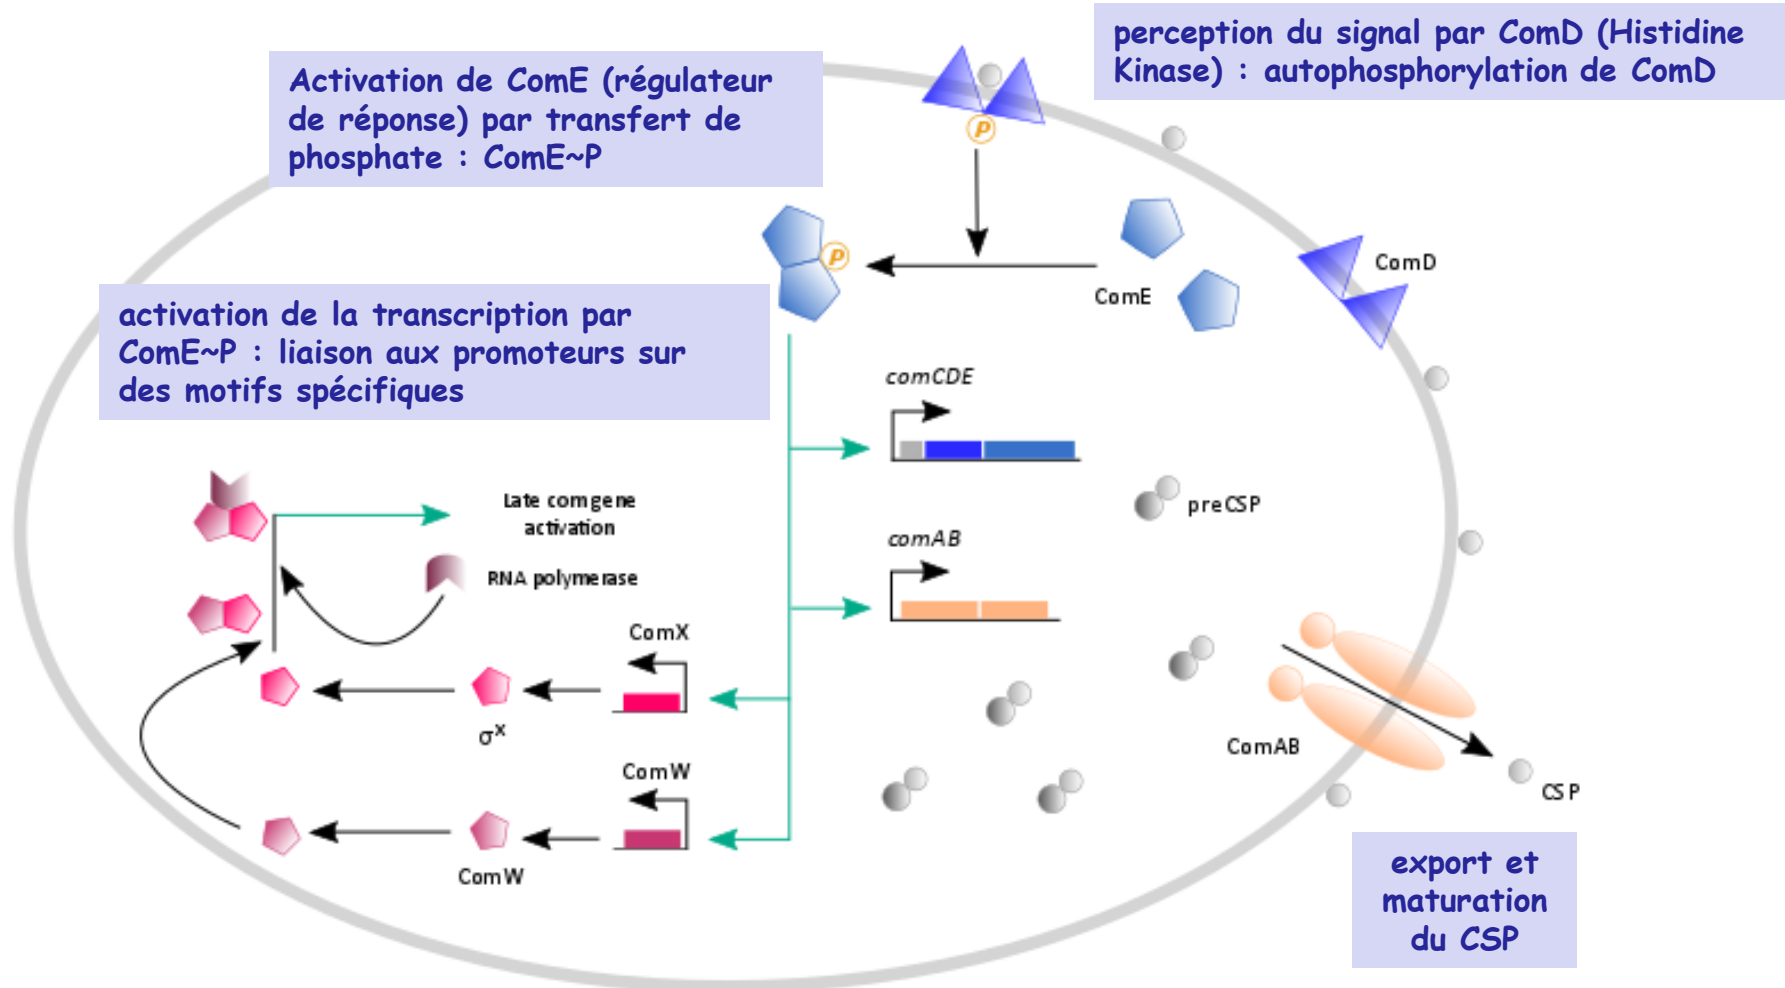 perception du signal par ComD (Histidine
Kinase) : autophosphorylation de ComD
Activation de ComE (régulateur
de réponse) par transfert de
phosphate : ComE~P
P
P
ComD
ComE
activation de la transcription par
ComE~P : liaison aux promoteurs sur
des motifs spécifiques
comCDE
preCSP
Late com gene
activation
comAB
RNA polymerase
ComX
σˣ
ComAB
ComW
CSP
ComW
export et
maturation
du CSP